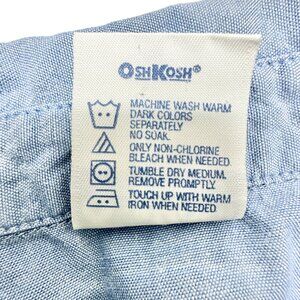 OSHKOSH®
MACHINE WASH WARM
DARK COLORS
SEPARATELY
NO SOAK.
ONLY NON-CHLORINE
BLEACH WHEN NEEDED.
TUMBLE DRY MEDIUM.
REMOVE PROMPTLY.
TOUCH UP WITH WARM
IRON WHEN NEEDED.